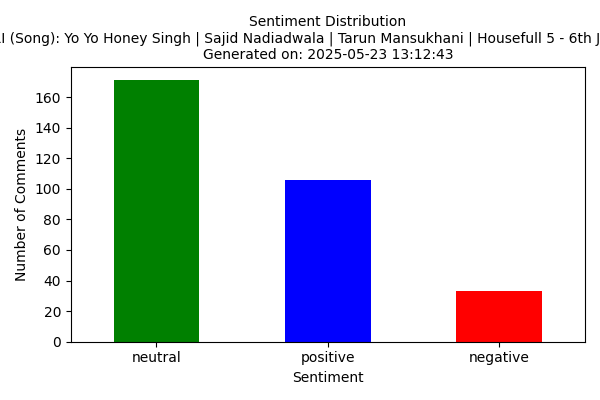 Sentiment Distribution
I (Song): Yo Yo Honey Singh | Sajid Nadiadwala | Tarun Mansukhani | Housefull 5 - 6th J
Generated on: 2025-05-23 13:12:43
160
140
120
100
80
60
40
20
0
Number of Comments
neutral positive negative
Sentiment